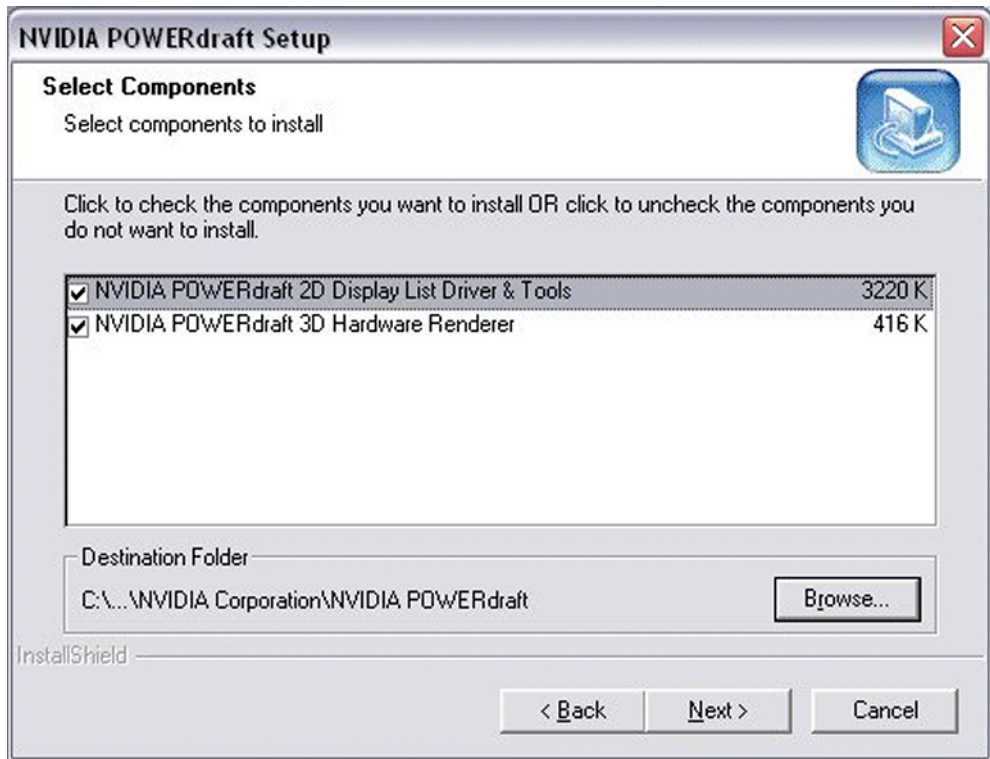 NVIDIA POWERdraft Setup
Select Components
Select components to install
Click to check the components you want to install OR click to uncheck the components you
do not want to install.
NVIDIA POWERdraft 2D Display List Driver & Tools 3220 K
NVIDIA POWERdraft 3D Hardware Renderer 416 K
Destination Folder
C:\...\NVIDIA Corporation\NVIDIA POWERdraft
Browse...
InstallShield
< Back
Next >
Cancel